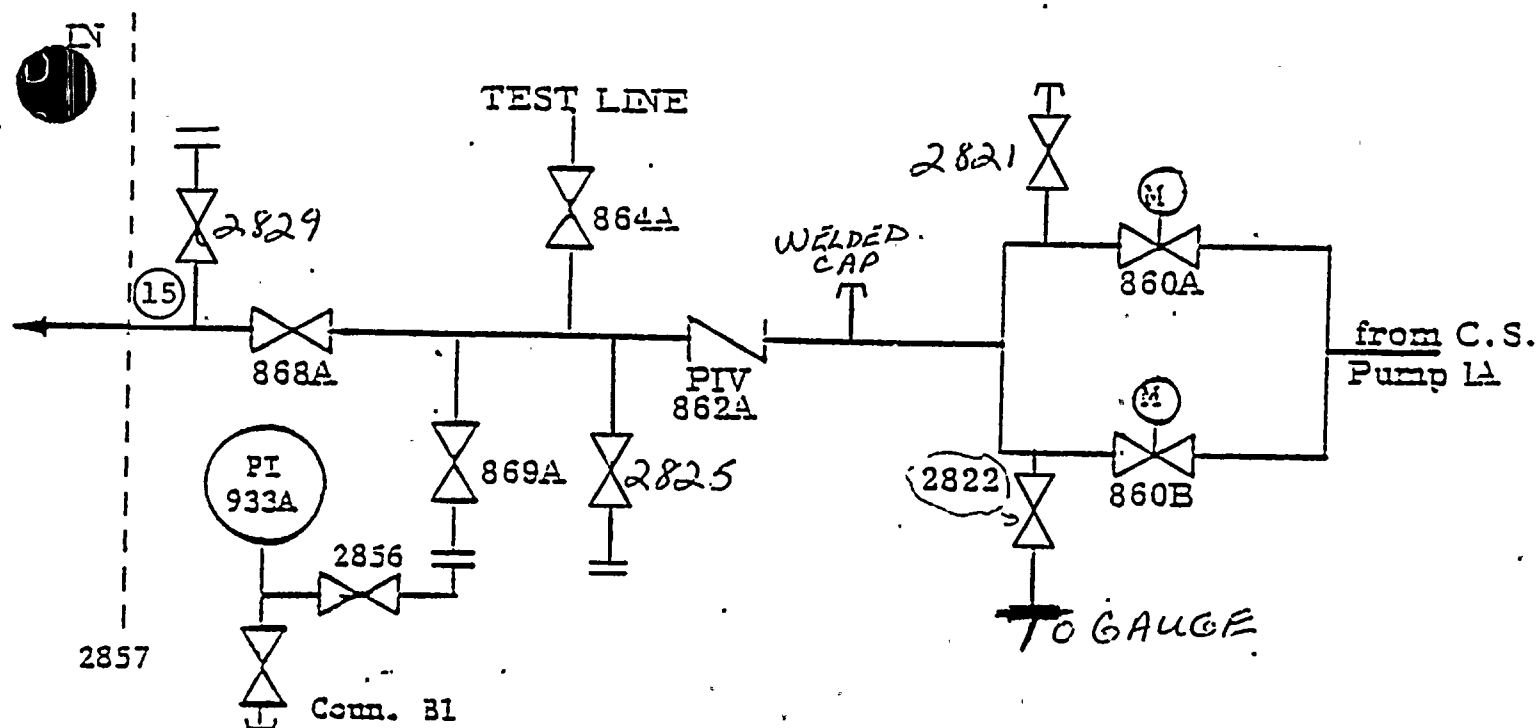 IN
TEST LINE
2821
M
2829
864A
WELDED
CAP
860A
15
from C.S.
Pump 1A
868A
PIV
862A
M
PI
933A
869A
2825
2822
860B
2856
TO GAUGE
2857
Conn. B1